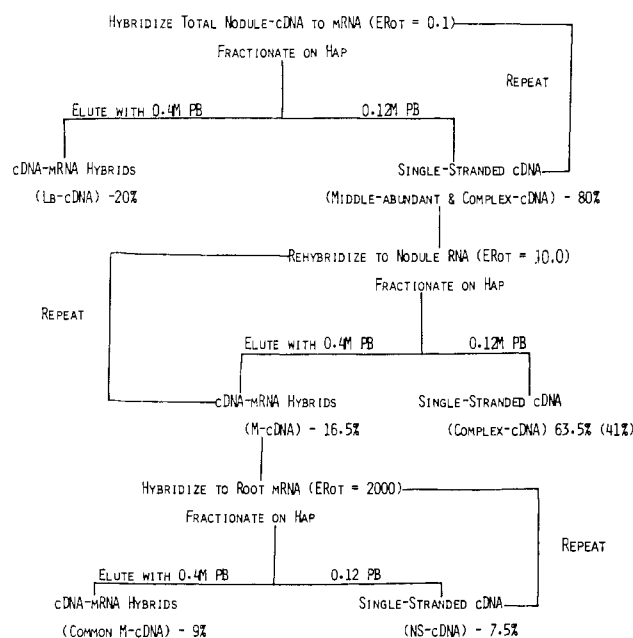 Hybridize Total Nodule-cDNA to mRNA (ERot = 0.1)
Fractionate on Hap
Repeat
Elute with 0.4M PB 0.12M PB
cDNA-mRNA Hybrids Single-Stranded cDNA
(Lb-cDNA) -20% (Middle-abundant & Complex-cDNA) - 80%
Rehybridize to Nodule RNA (ERot = 10.0)
Fractionate on Hap
Repeat
Elute with 0.4M PB 0.12M PB
cDNA-mRNA Hybrids Single-Stranded cDNA
(M-cDNA) - 16.5% (Complex-cDNA) 63.5% (41%)
Hybridize to Root mRNA (ERot = 2000)
Fractionate on Hap
Repeat
Elute with 0.4M PB 0.12 PB
cDNA-mRNA Hybrids Single-Stranded cDNA
(Common M-cDNA) - 9% (NS-cDNA) - 7.5%